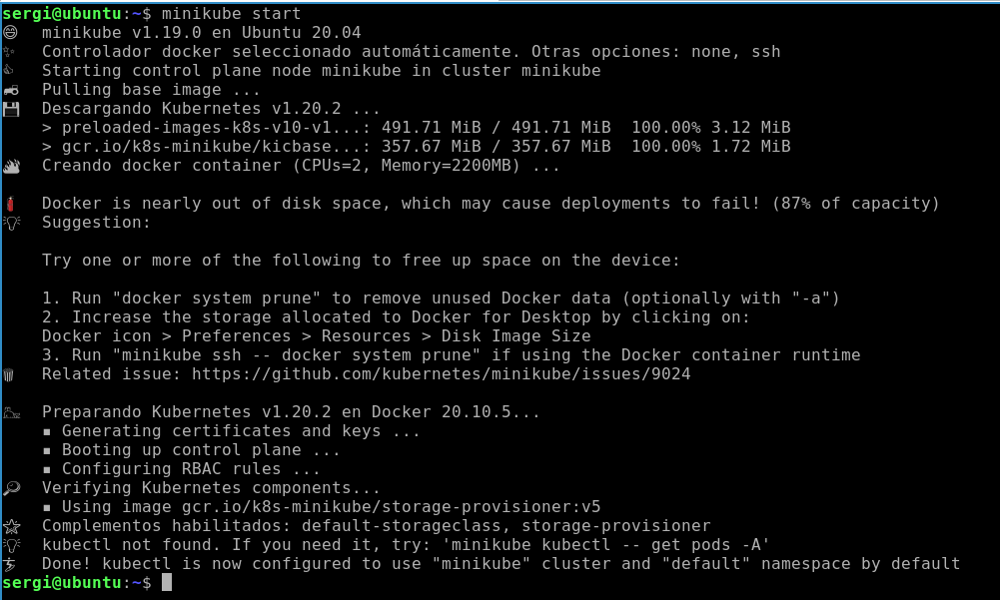 sergi@ubuntu:~$ minikube start
😄 minikube v1.19.0 en Ubuntu 20.04
✨ Controlador docker seleccionado automáticamente. Otras opciones: none, ssh
👍 Starting control plane node minikube in cluster minikube
🚜 Pulling base image ...
💾 Descargando Kubernetes v1.20.2 ...
> preloaded-images-k8s-v10-v1...: 491.71 MiB / 491.71 MiB 100.00% 3.12 MiB
> gcr.io/k8s-minikube/kicbase...: 357.67 MiB / 357.67 MiB 100.00% 1.72 MiB
🔥 Creando docker container (CPUs=2, Memory=2200MB) ...
🧯 Docker is nearly out of disk space, which may cause deployments to fail! (87% of capacity)
💡 Suggestion:
Try one or more of the following to free up space on the device:
1. Run "docker system prune" to remove unused Docker data (optionally with "-a")
2. Increase the storage allocated to Docker for Desktop by clicking on:
Docker icon > Preferences > Resources > Disk Image Size
3. Run "minikube ssh -- docker system prune" if using the Docker container runtime
🗑 Related issue: https://github.com/kubernetes/minikube/issues/9024
🐳 Preparando Kubernetes v1.20.2 en Docker 20.10.5...
▪ Generating certificates and keys ...
▪ Booting up control plane ...
▪ Configuring RBAC rules ...
🔎 Verifying Kubernetes components...
▪ Using image gcr.io/k8s-minikube/storage-provisioner:v5
🌟 Complementos habilitados: default-storageclass, storage-provisioner
💡 kubectl not found. If you need it, try: 'minikube kubectl -- get pods -A'
🏄 Done! kubectl is now configured to use "minikube" cluster and "default" namespace by default
sergi@ubuntu:~$